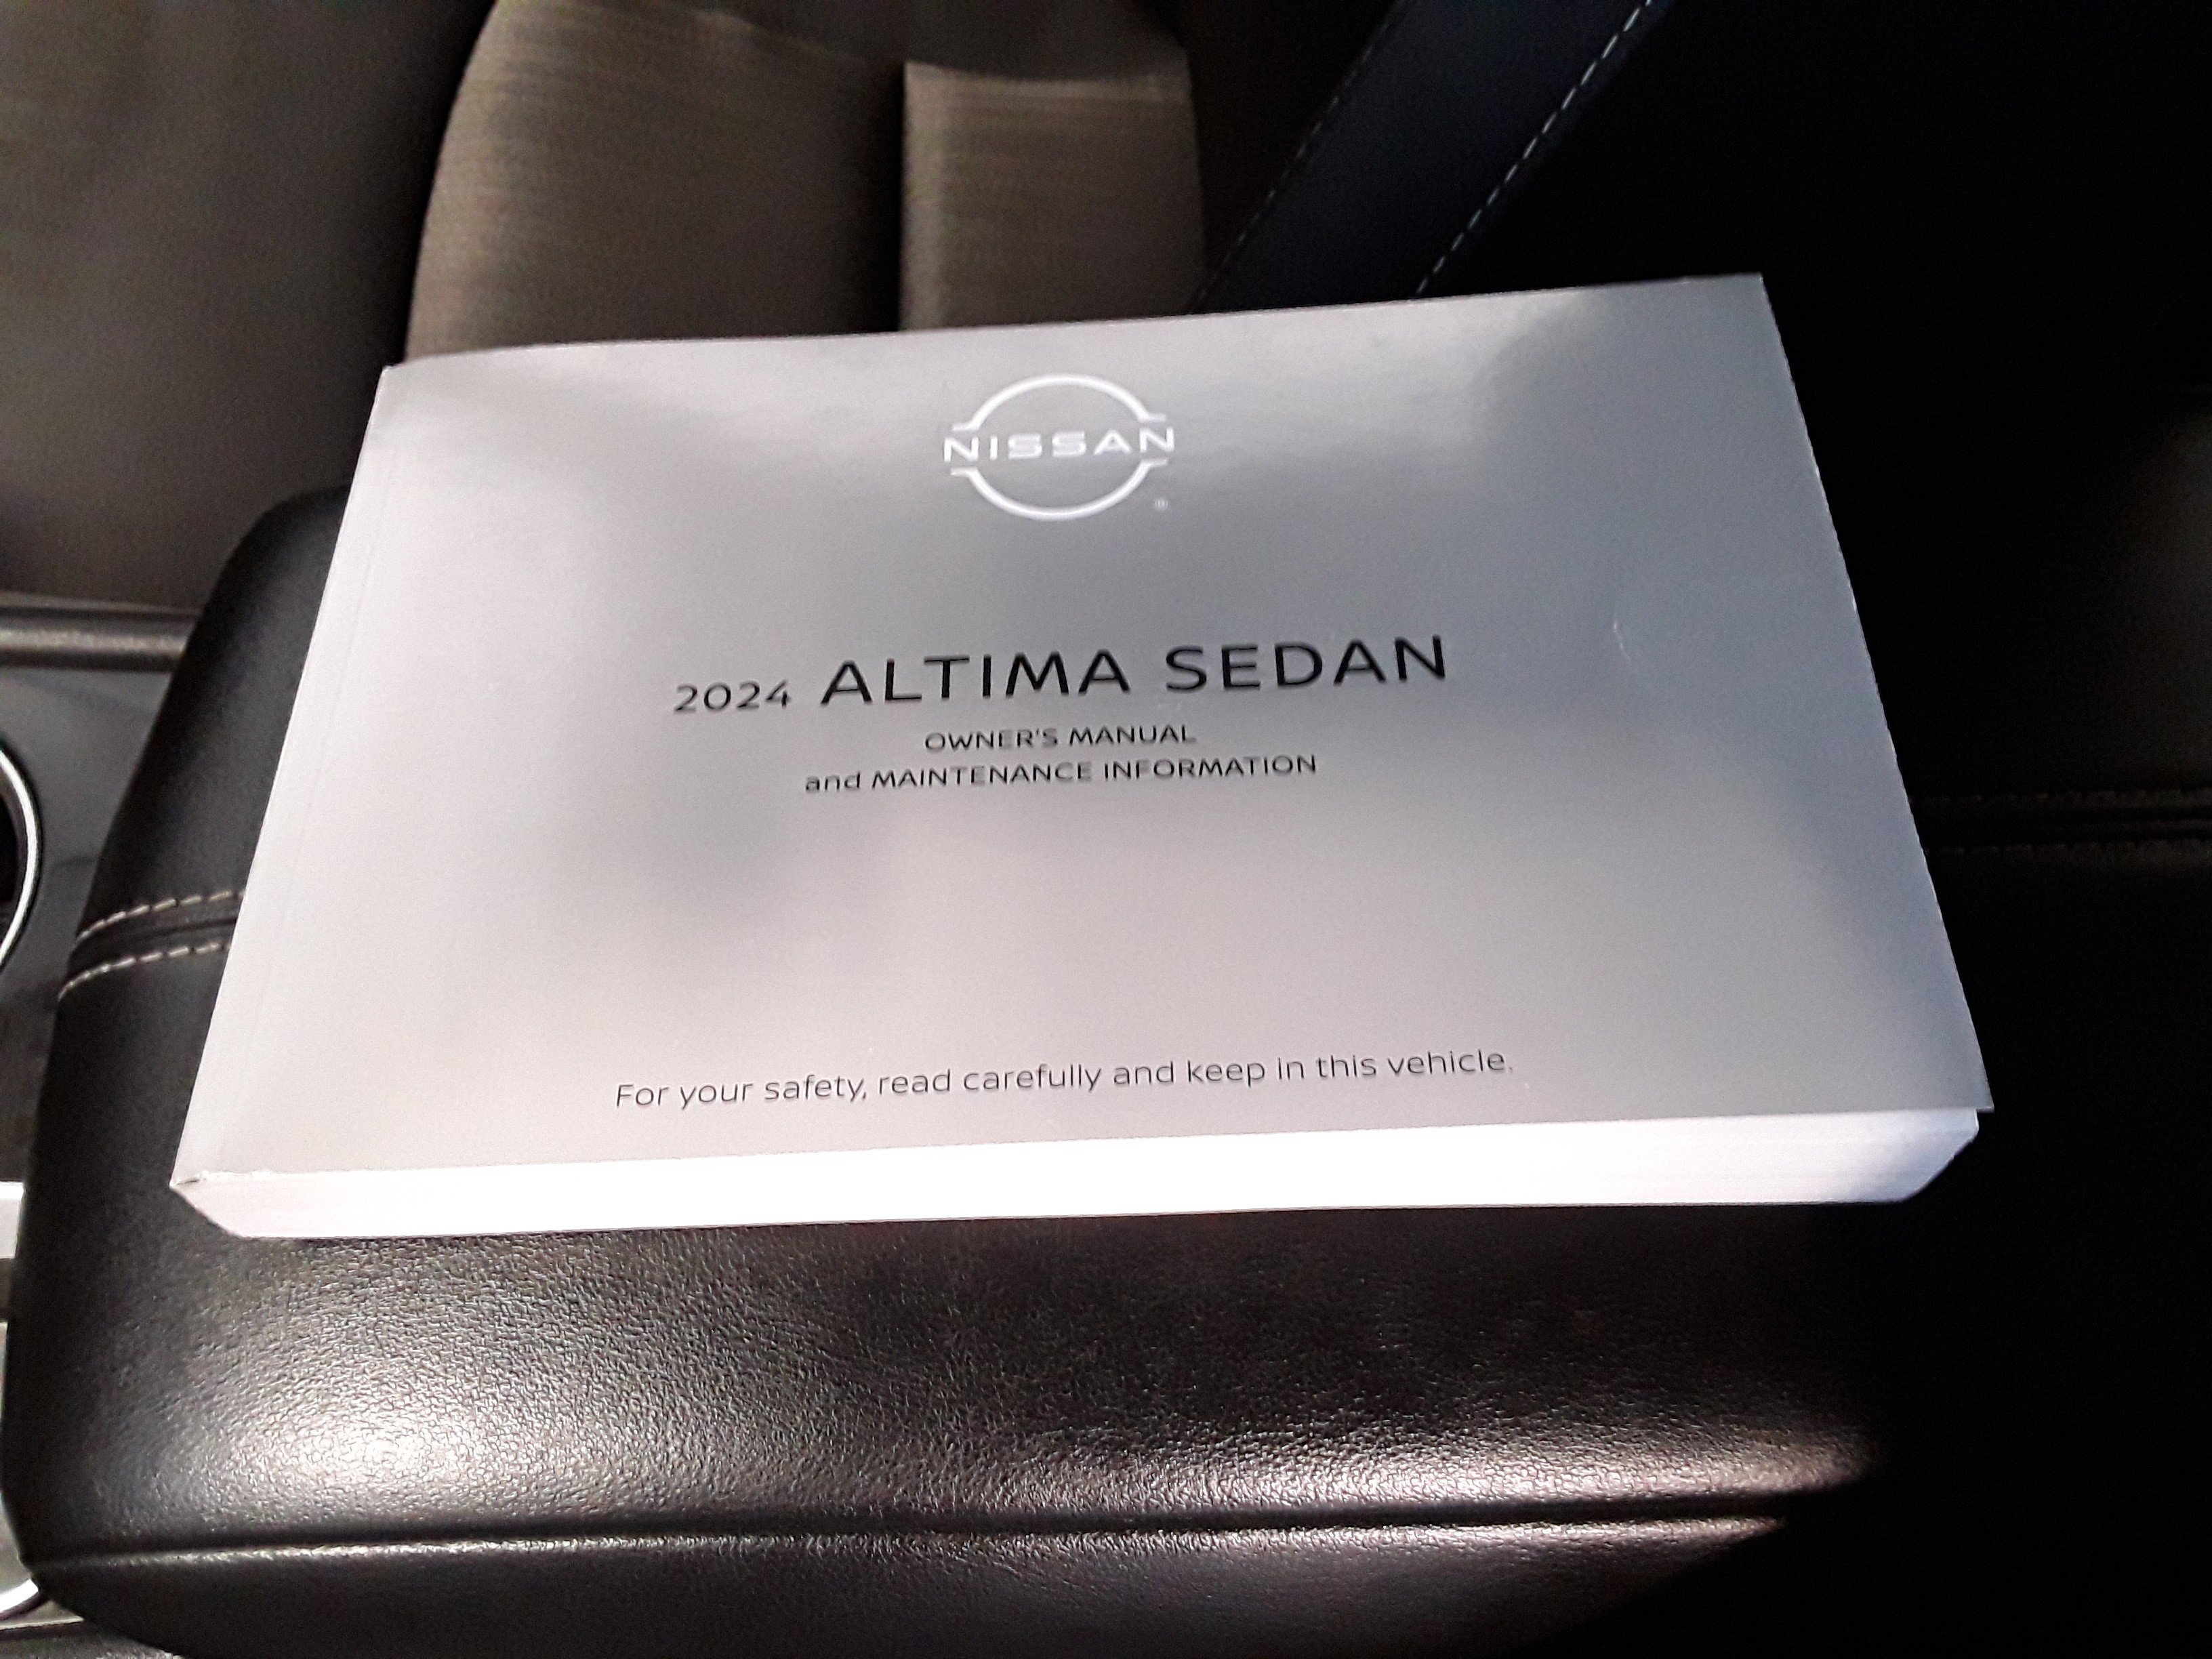 NISSAN
®
2024 ALTIMA SEDAN
OWNER'S MANUAL
and MAINTENANCE INFORMATION
For your safety, read carefully and keep in this vehicle.